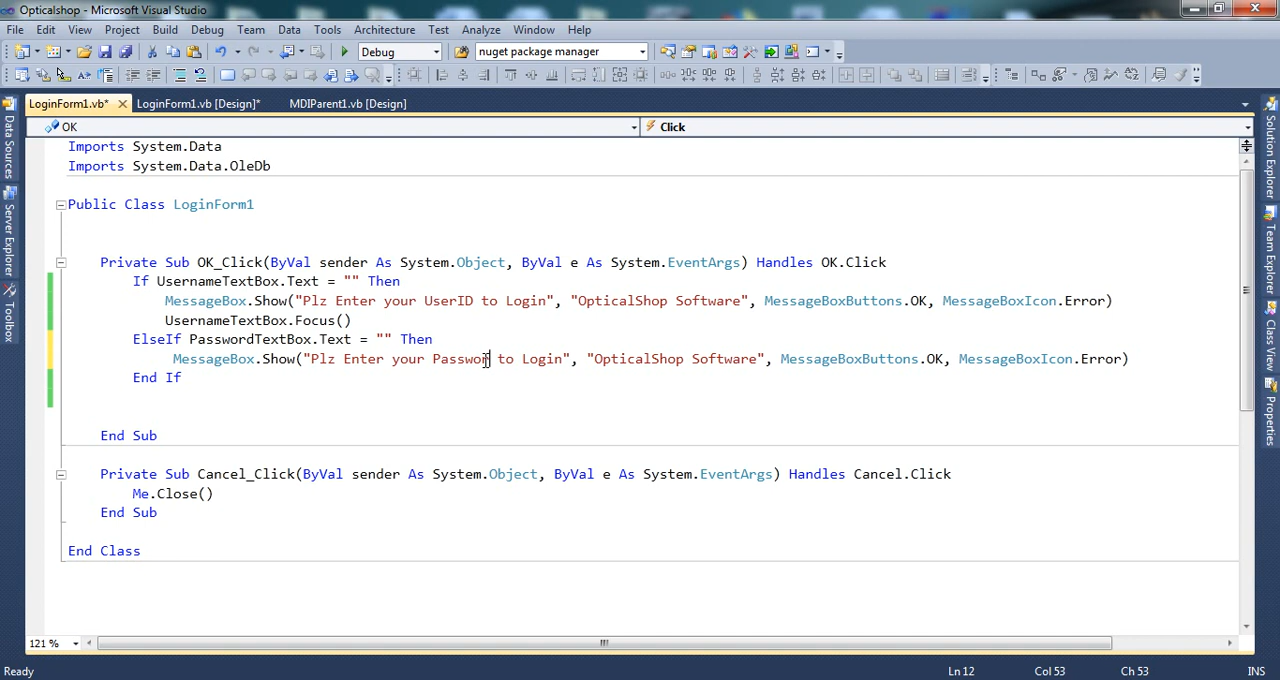 Opticalshop - Microsoft Visual Studio
File Edit View Project Build Debug Team Data Tools Architecture Test Analyze Window Help
Debug nuget package manager
LoginForm1.vb* LoginForm1.vb [Design]* MDIParent1.vb [Design]
OK Click
Imports System.Data
Imports System.Data.OleDb
Public Class LoginForm1
Private Sub OK_Click(ByVal sender As System.Object, ByVal e As System.EventArgs) Handles OK.Click
If UsernameTextBox.Text = "" Then
MessageBox.Show("Plz Enter your UserID to Login", "OpticalShop Software", MessageBoxButtons.OK, MessageBoxIcon.Error)
UsernameTextBox.Focus()
ElseIf PasswordTextBox.Text = "" Then
MessageBox.Show("Plz Enter your Passwor to Login", "OpticalShop Software", MessageBoxButtons.OK, MessageBoxIcon.Error)
End If
End Sub
Private Sub Cancel_Click(ByVal sender As System.Object, ByVal e As System.EventArgs) Handles Cancel.Click
Me.Close()
End Sub
End Class
121 %
Ready Ln 12 Col 53 Ch 53 INS
Data Sources
Server Explorer
Toolbox
Solution Explorer
Team Explorer
Class View
Properties